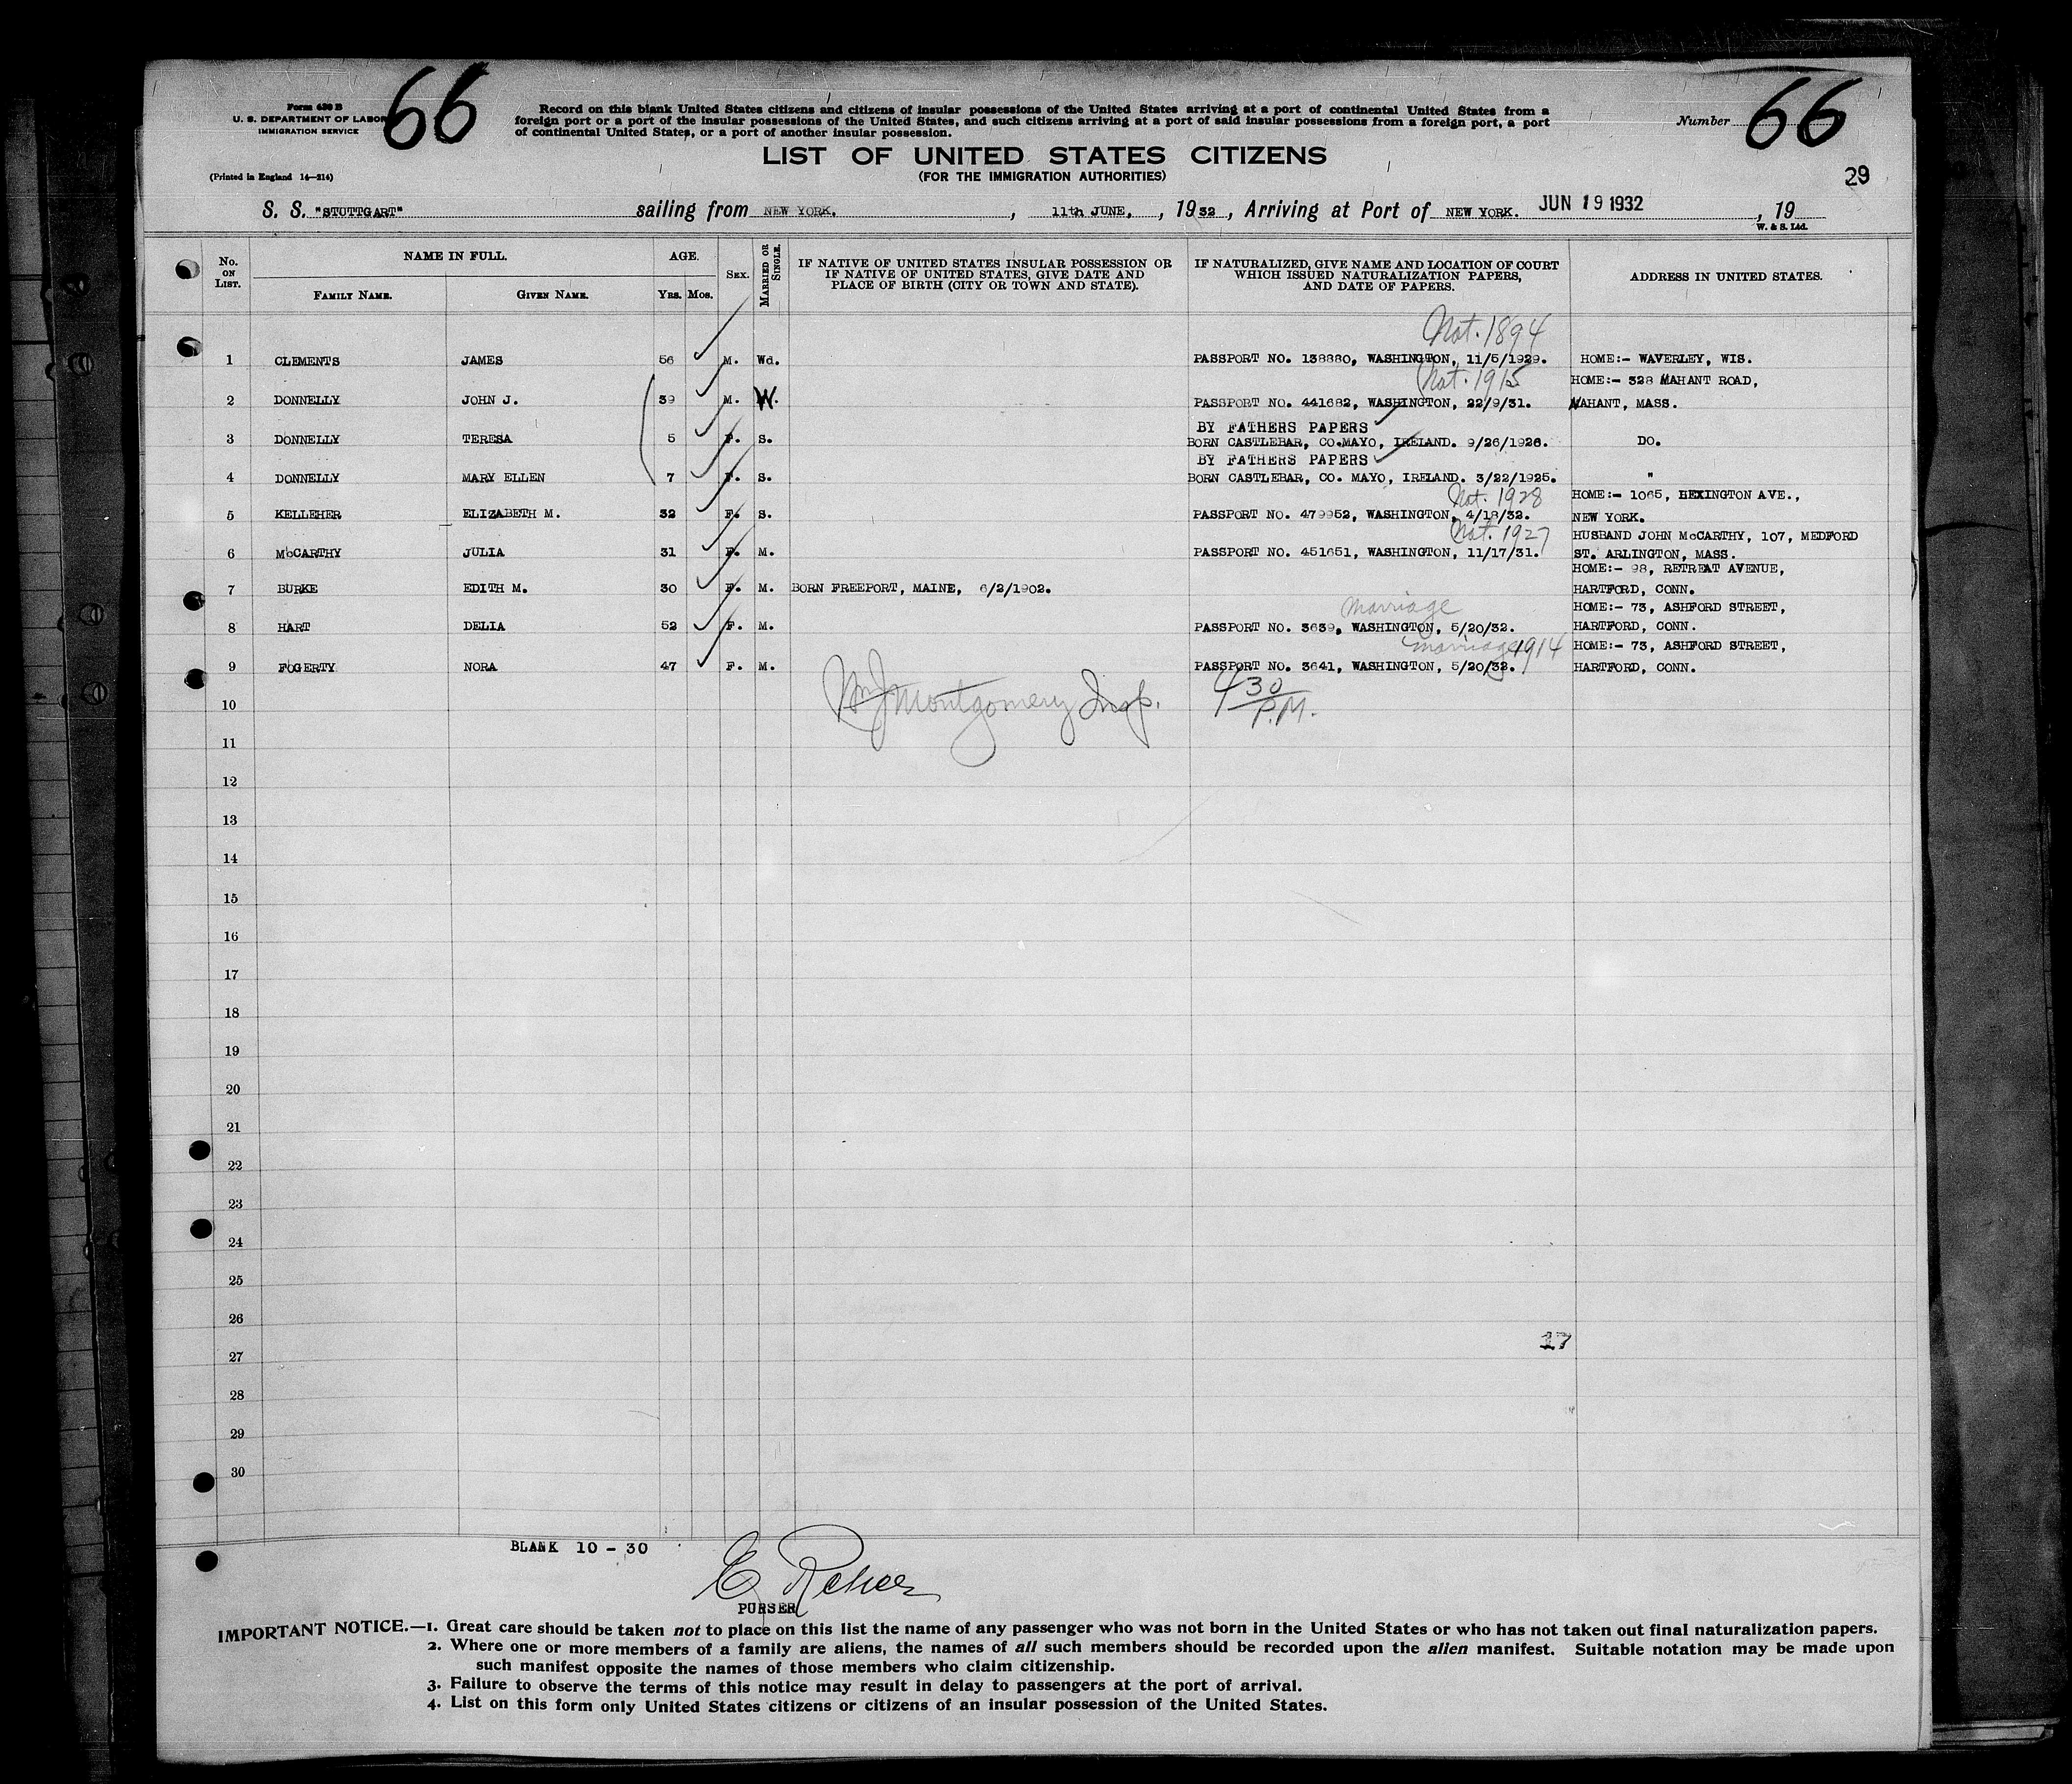 66
66
Form 630 B
U. S. DEPARTMENT OF LABOR
IMMIGRATION SERVICE
(Printed in England 14—214)
Record on this blank United States citizens and citizens of insular possessions of the United States arriving at a port of continental United States from a
foreign port or a port of the insular possessions of the United States, and such citizens arriving at a port of said insular possessions from a foreign port, a port
of continental United States, or a port of another insular possession.
Number
LIST OF UNITED STATES CITIZENS
(FOR THE IMMIGRATION AUTHORITIES)
29
S. S. "STUTTGART" sailing from NEW YORK. , 11th JUNE, , 1932 , Arriving at Port of NEW YORK. JUN 19 1932 , 19
W. & S. Ltd.
No. ON LIST. NAME IN FULL. AGE. SEX. MARRIED OR SINGLE. IF NATIVE OF UNITED STATES INSULAR POSSESSION OR IF NATIVE OF UNITED STATES, GIVE DATE AND PLACE OF BIRTH (CITY OR TOWN AND STATE). IF NATURALIZED, GIVE NAME AND LOCATION OF COURT WHICH ISSUED NATURALIZATION PAPERS, AND DATE OF PAPERS. ADDRESS IN UNITED STATES.
FAMILY NAME. GIVEN NAME. YRS. MOS.
Nat. 1894
1 CLEMENTS JAMES 56 M. Wd. PASSPORT NO. 138880, WASHINGTON, 11/5/1929. HOME:- WAVERLEY, WIS.
Nat. 1915 HOME:- 328 MAHANT ROAD,
2 DONNELLY JOHN J. 39 M. W. PASSPORT NO. 441682, WASHINGTON, 22/9/31. NAHANT, MASS.
BY FATHERS PAPERS
3 DONNELLY TERESA 5 F. S. BORN CASTLEBAR, CO.MAYO, IRELAND. 9/26/1926. DO.
BY FATHERS PAPERS
4 DONNELLY MARY ELLEN 7 F. S. BORN CASTLEBAR, CO. MAYO, IRELAND. 3/22/1925. "
Nat. 1928 HOME:- 1065, LEXINGTON AVE.,
5 KELLEHER ELIZABETH M. 32 F. S. PASSPORT NO. 479952, WASHINGTON, 4/18/32. NEW YORK.
Nat. 1927 HUSBAND JOHN McCARTHY, 107, MEDFORD
6 McCARTHY JULIA 31 F. M. PASSPORT NO. 451651, WASHINGTON, 11/17/31. ST. ARLINGTON, MASS.
HOME:- 98, RETREAT AVENUE,
7 BURKE EDITH M. 30 F. M. BORN FREEPORT, MAINE, 6/2/1902. HARTFORD, CONN.
marriage HOME:- 73, ASHFORD STREET,
8 HART DELIA 52 F. M. PASSPORT NO. 3639, WASHINGTON, 5/20/32. HARTFORD, CONN.
marriage 1914 HOME:- 73, ASHFORD STREET,
9 FOGERTY NORA 47 F. M. PASSPORT NO. 3641, WASHINGTON, 5/20/32. HARTFORD, CONN.
10 Wm J Montgomery Insp. 4 30 P.M.
11
12
13
14
15
16
17
18
19
20
21
22
23
24
25
26
17
27
28
29
30
BLANK 10 - 30
E Reher
PURSER
IMPORTANT NOTICE.—1. Great care should be taken not to place on this list the name of any passenger who was not born in the United States or who has not taken out final naturalization papers.
2. Where one or more members of a family are aliens, the names of all such members should be recorded upon the alien manifest. Suitable notation may be made upon
such manifest opposite the names of those members who claim citizenship.
3. Failure to observe the terms of this notice may result in delay to passengers at the port of arrival.
4. List on this form only United States citizens or citizens of an insular possession of the United States.